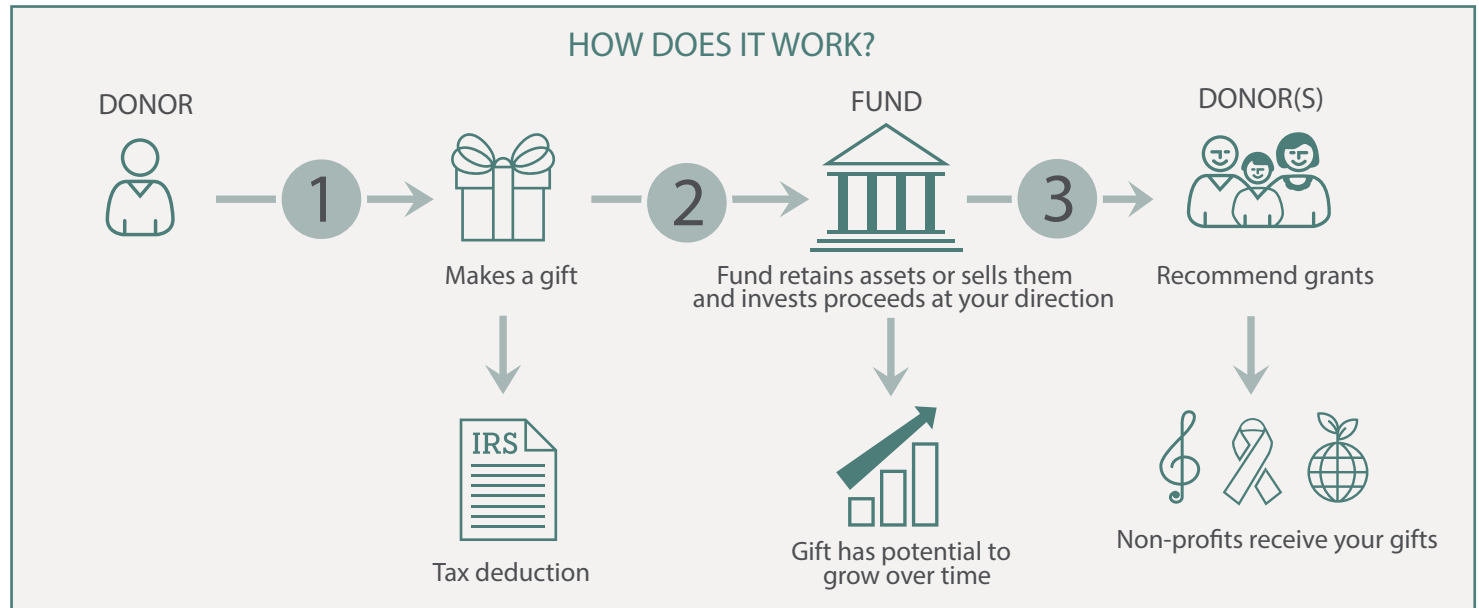 HOW DOES IT WORK?
DONOR
FUND
DONOR(S)
1
2
3
Makes a gift
Fund retains assets or sells them
and invests proceeds at your direction
Recommend grants
IRS
Tax deduction
Gift has potential to
grow over time
Non-profits receive your gifts